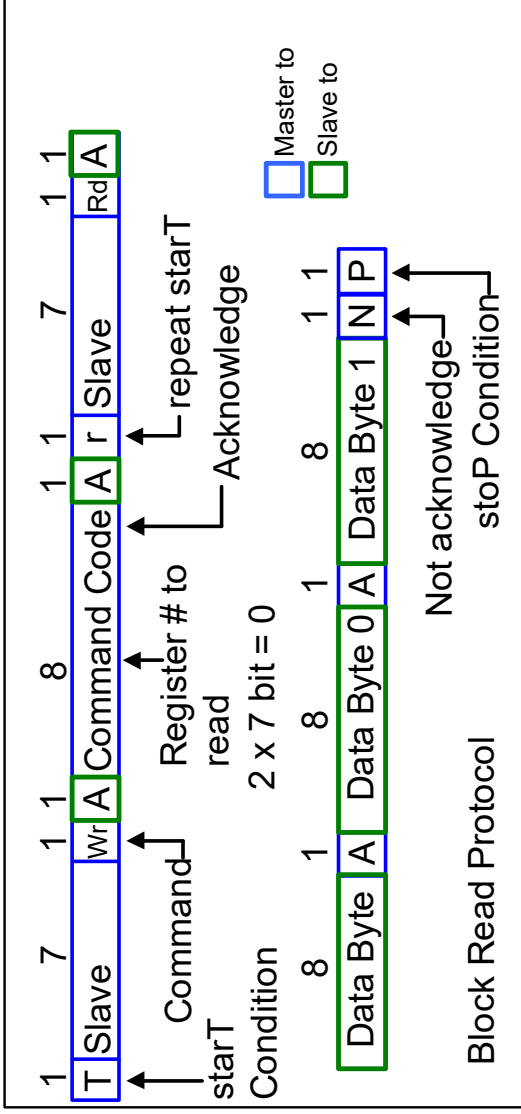 1 7 1 1 8 1 1 7 1 1
T Slave Wr A Command Code A r Slave Rd A
starT
Condition
Command
Register # to
read
2 x 7 bit = 0
Acknowledge
repeat starT
Master to
Slave to
8 1 8 1 8 1 1
Data Byte A Data Byte 0 A Data Byte 1 N P
Not acknowledge
stoP Condition
Block Read Protocol